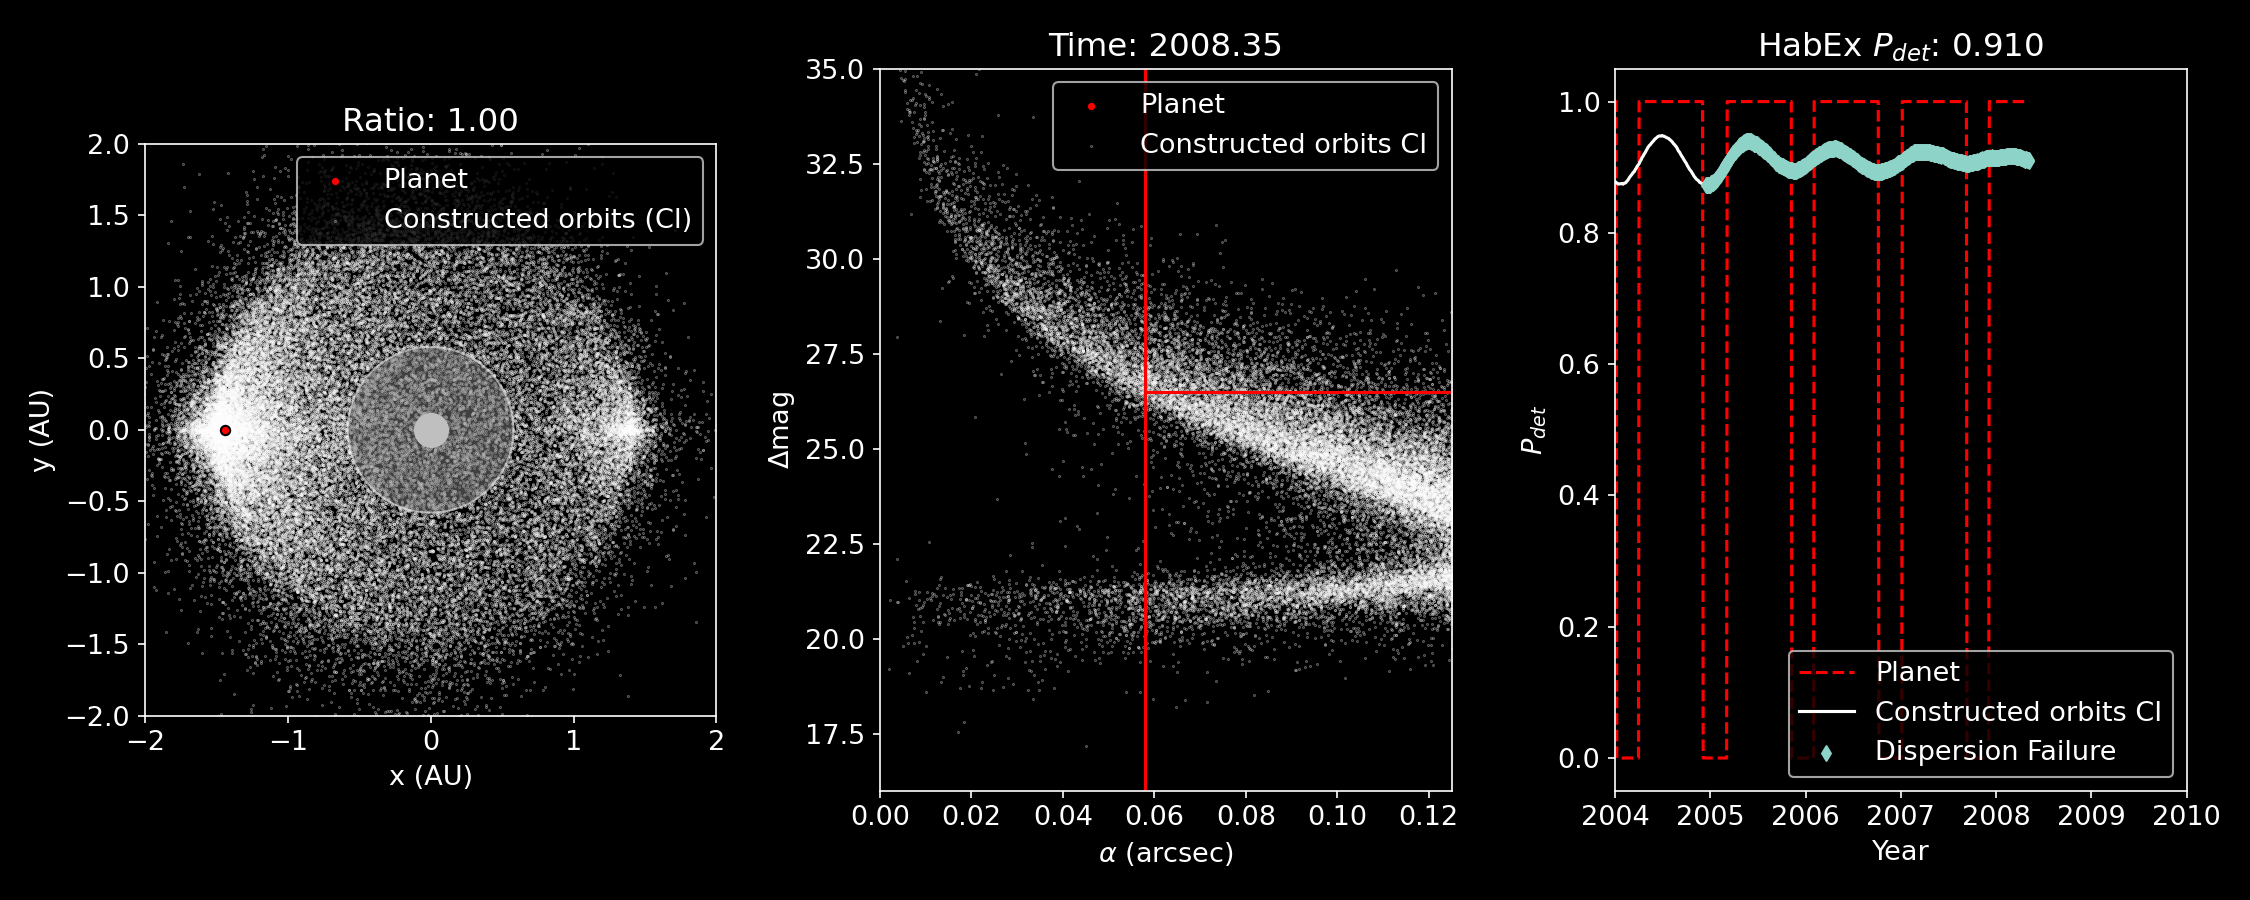 Ratio: 1.00
Planet
Constructed orbits (CI)
2.0
1.5
1.0
0.5
0.0
−0.5
−1.0
−1.5
−2.0
−2
−1
0
1
2
x (AU)
y (AU)
Time: 2008.35
Planet
Constructed orbits CI
35.0
32.5
30.0
27.5
25.0
22.5
20.0
17.5
0.00
0.02
0.04
0.06
0.08
0.10
0.12
α (arcsec)
Δmag
HabEx P_det: 0.910
1.0
0.8
0.6
0.4
0.2
0.0
Planet
Constructed orbits CI
Dispersion Failure
2004
2005
2006
2007
2008
2009
2010
Year
P_det